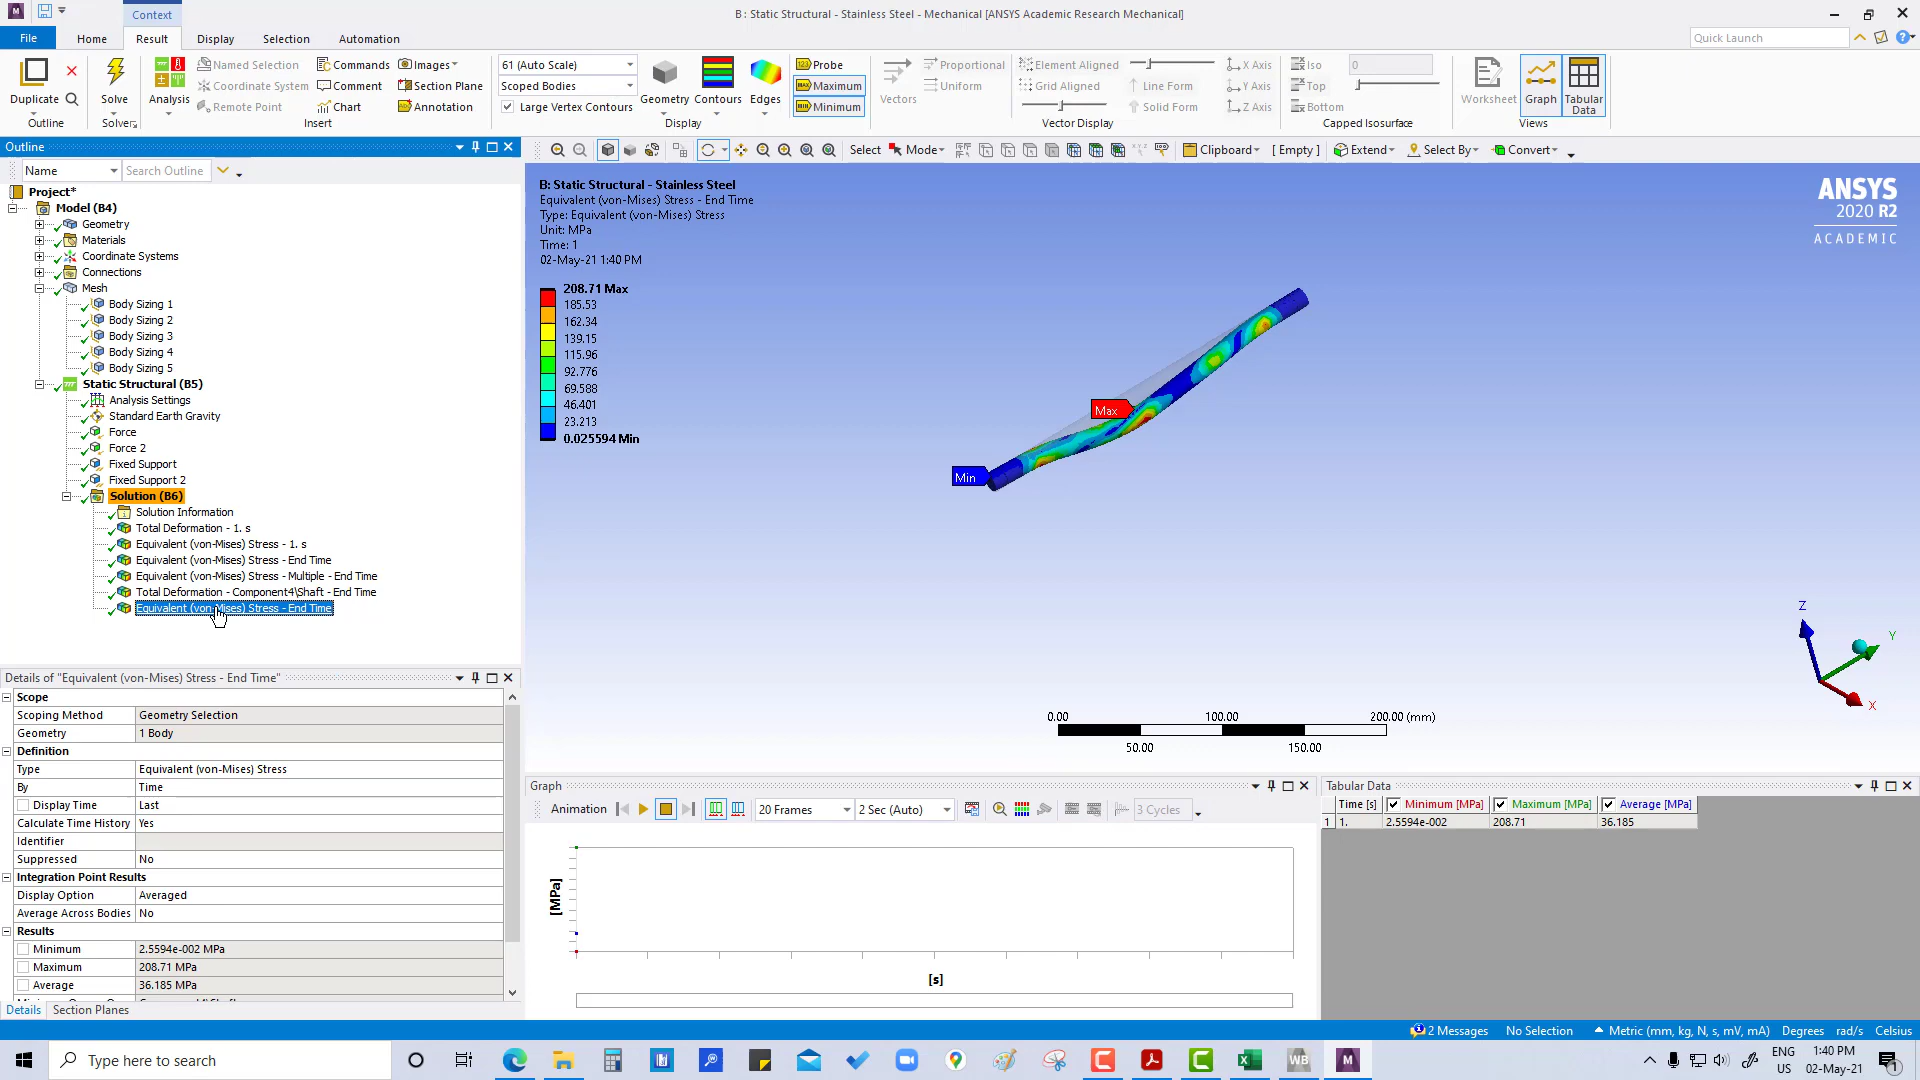 Context
B : Static Structural - Stainless Steel - Mechanical [ANSYS Academic Research Mechanical]
File
Home
Result
Display
Selection
Automation
Quick Launch
Duplicate
Outline
Solve
Solver
Analysis
Named Selection
Coordinate System
Remote Point
Commands
Comment
Chart
Images
Section Plane
Annotation
Insert
61 (Auto Scale)
Scoped Bodies
Large Vertex Contours
Geometry
Contours
Edges
Display
Probe
Maximum
Minimum
Vectors
Proportional
Uniform
Element Aligned
Grid Aligned
Line Form
Solid Form
X Axis
Y Axis
Z Axis
Vector Display
Iso
Top
Bottom
0
Capped Isosurface
Worksheet
Graph
Tabular Data
Views
Outline
Name
Search Outline
Select
Mode
Clipboard
[ Empty ]
Extend
Select By
Convert
Project*
Model (B4)
Geometry
Materials
Coordinate Systems
Connections
Mesh
Body Sizing 1
Body Sizing 2
Body Sizing 3
Body Sizing 4
Body Sizing 5
Static Structural (B5)
Analysis Settings
Standard Earth Gravity
Force
Force 2
Fixed Support
Fixed Support 2
Solution (B6)
Solution Information
Total Deformation - 1. s
Equivalent (von-Mises) Stress - 1. s
Equivalent (von-Mises) Stress - End Time
Equivalent (von-Mises) Stress - Multiple - End Time
Total Deformation - Component4\Shaft - End Time
Equivalent (von-Mises) Stress - End Time
B: Static Structural - Stainless Steel
Equivalent (von-Mises) Stress - End Time
Type: Equivalent (von-Mises) Stress
Unit: MPa
Time: 1
02-May-21 1:40 PM
208.71 Max
185.53
162.34
139.15
115.96
92.776
69.588
46.401
23.213
0.025594 Min
Max
Min
ANSYS
2020 R2
ACADEMIC
Z
Y
X
0.00
100.00
200.00 (mm)
50.00
150.00
Details of "Equivalent (von-Mises) Stress - End Time"
Scope
Scoping Method
Geometry Selection
Geometry
1 Body
Definition
Type
Equivalent (von-Mises) Stress
By
Time
Display Time
Last
Calculate Time History
Yes
Identifier
Suppressed
No
Integration Point Results
Display Option
Averaged
Average Across Bodies
No
Results
Minimum
2.5594e-002 MPa
Maximum
208.71 MPa
Average
36.185 MPa
Details
Section Planes
Graph
Animation
20 Frames
2 Sec (Auto)
3 Cycles
[MPa]
[s]
Tabular Data
Time [s]
Minimum [MPa]
Maximum [MPa]
Average [MPa]
1
1.
2.5594e-002
208.71
36.185
2 Messages
No Selection
Metric (mm, kg, N, s, mV, mA)
Degrees
rad/s
Celsius
Type here to search
WB
M
ENG
US
1:40 PM
02-May-21
1